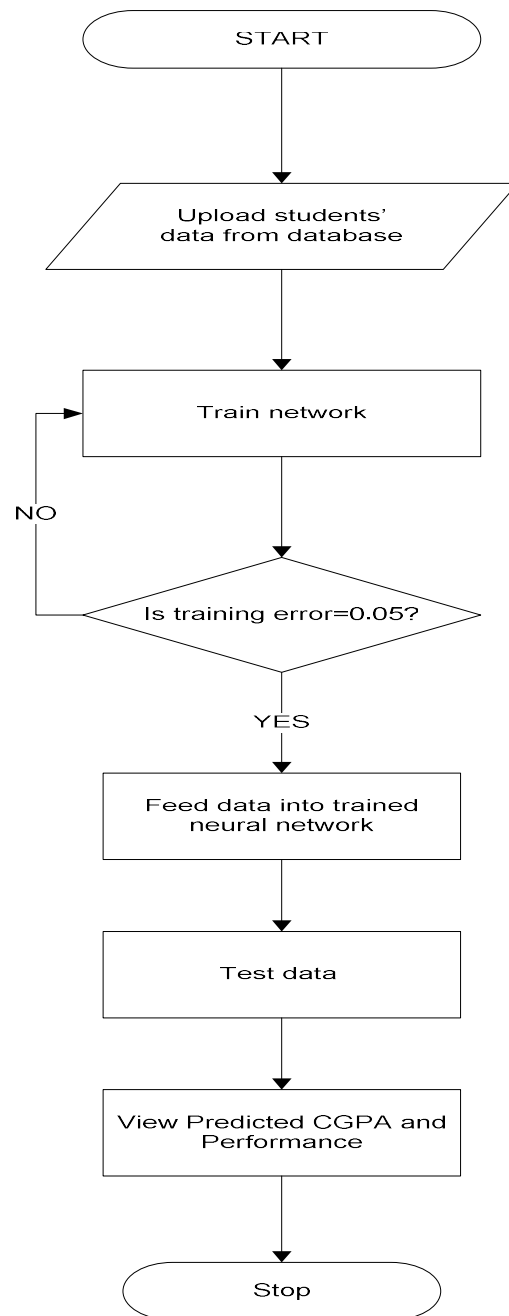 START
Upload students’
data from database
Train network
NO
Is training error=0.05?
YES
Feed data into trained
neural network
Test data
View Predicted CGPA and
Performance
Stop